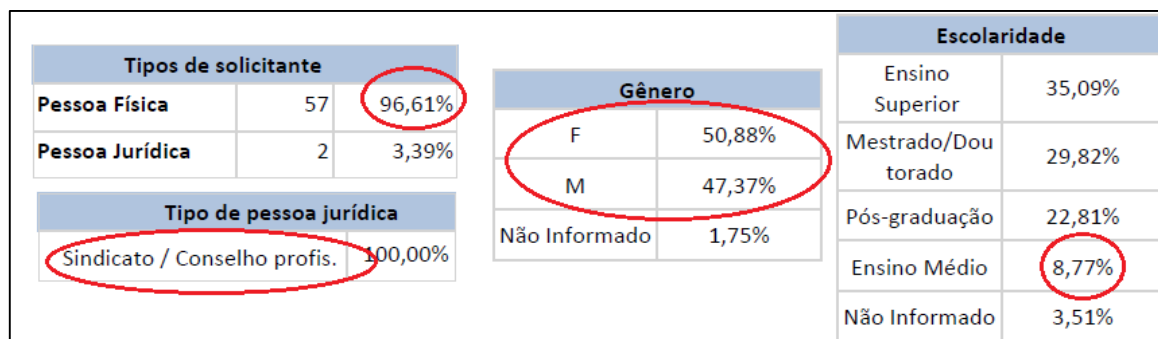 Tipos de solicitante
Pessoa Física 57 96,61%
Pessoa Jurídica 2 3,39%
Tipo de pessoa jurídica
Sindicato / Conselho profis. 100,00%
Gênero
F 50,88%
M 47,37%
Não Informado 1,75%
Escolaridade
Ensino
Superior 35,09%
Mestrado/Dou
torado 29,82%
Pós-graduação 22,81%
Ensino Médio 8,77%
Não Informado 3,51%